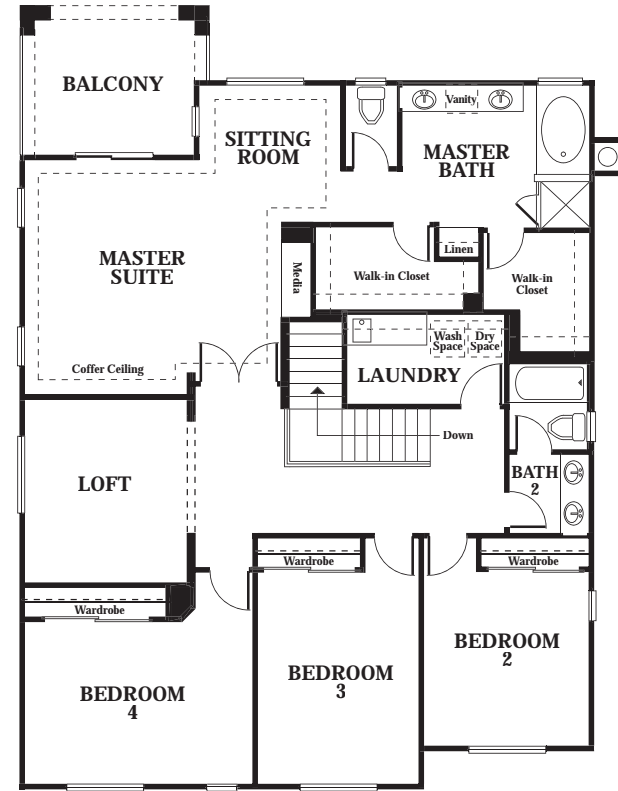 BALCONY
SITTING
ROOM
Vanity
MASTER
BATH
MASTER
SUITE
Media
Linen
Walk-in Closet
Walk-in
Closet
Coffer Ceiling
Wash
Space
Dry
Space
LAUNDRY
Down
LOFT
BATH
2
Wardrobe
Wardrobe
Wardrobe
BEDROOM
2
BEDROOM
3
BEDROOM
4